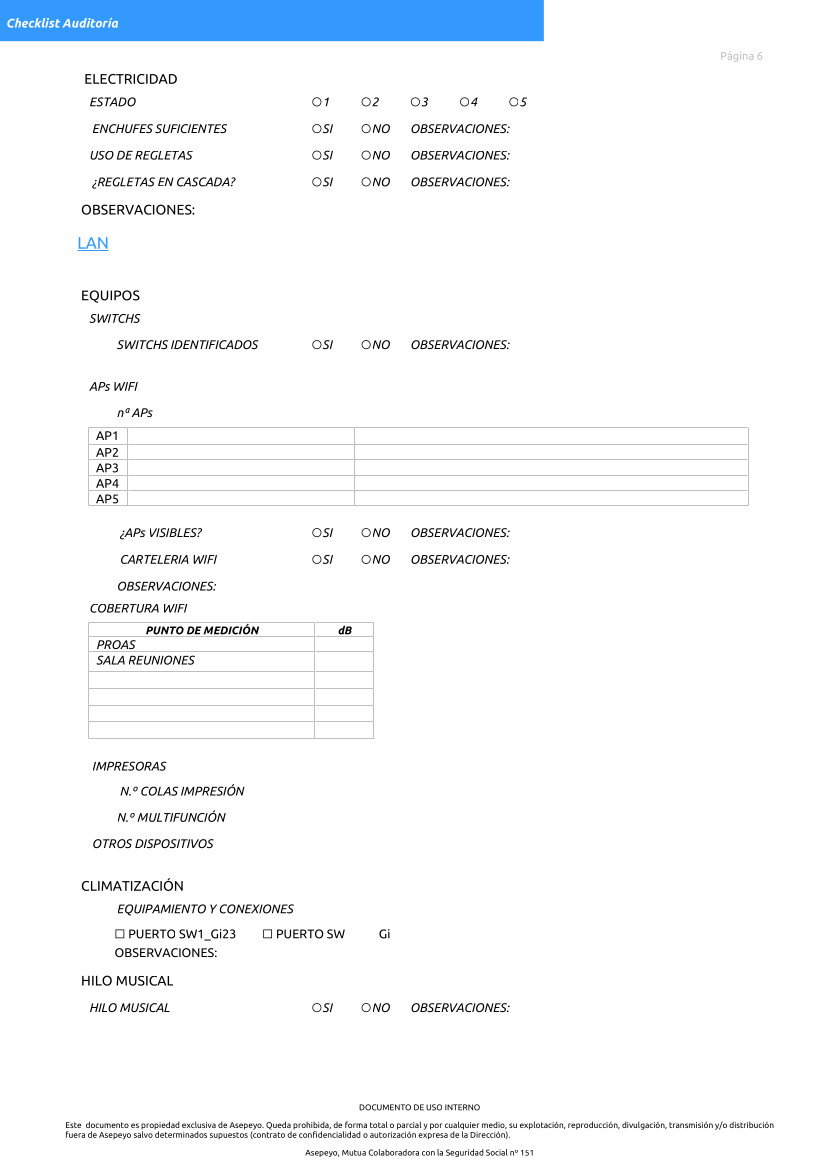 Checklist Auditoría
Página 6
ELECTRICIDAD
ESTADO ○1 ○2 ○3 ○4 ○5
ENCHUFES SUFICIENTES ○SI ○NO OBSERVACIONES:
USO DE REGLETAS ○SI ○NO OBSERVACIONES:
¿REGLETAS EN CASCADA? ○SI ○NO OBSERVACIONES:
OBSERVACIONES:
LAN
EQUIPOS
SWITCHS
SWITCHS IDENTIFICADOS ○SI ○NO OBSERVACIONES:
APs WIFI
nª APs
AP1
AP2
AP3
AP4
AP5
¿APs VISIBLES? ○SI ○NO OBSERVACIONES:
CARTELERIA WIFI ○SI ○NO OBSERVACIONES:
OBSERVACIONES:
COBERTURA WIFI
PUNTO DE MEDICIÓN dB
PROAS
SALA REUNIONES
IMPRESORAS
N.º COLAS IMPRESIÓN
N.º MULTIFUNCIÓN
OTROS DISPOSITIVOS
CLIMATIZACIÓN
EQUIPAMIENTO Y CONEXIONES
☐ PUERTO SW1_Gi23 ☐ PUERTO SW Gi
OBSERVACIONES:
HILO MUSICAL
HILO MUSICAL ○SI ○NO OBSERVACIONES:
DOCUMENTO DE USO INTERNO
Este documento es propiedad exclusiva de Asepeyo. Queda prohibida, de forma total o parcial y por cualquier medio, su explotación, reproducción, divulgación, transmisión y/o distribución
fuera de Asepeyo salvo determinados supuestos (contrato de confidencialidad o autorización expresa de la Dirección).
Asepeyo, Mutua Colaboradora con la Seguridad Social nº 151